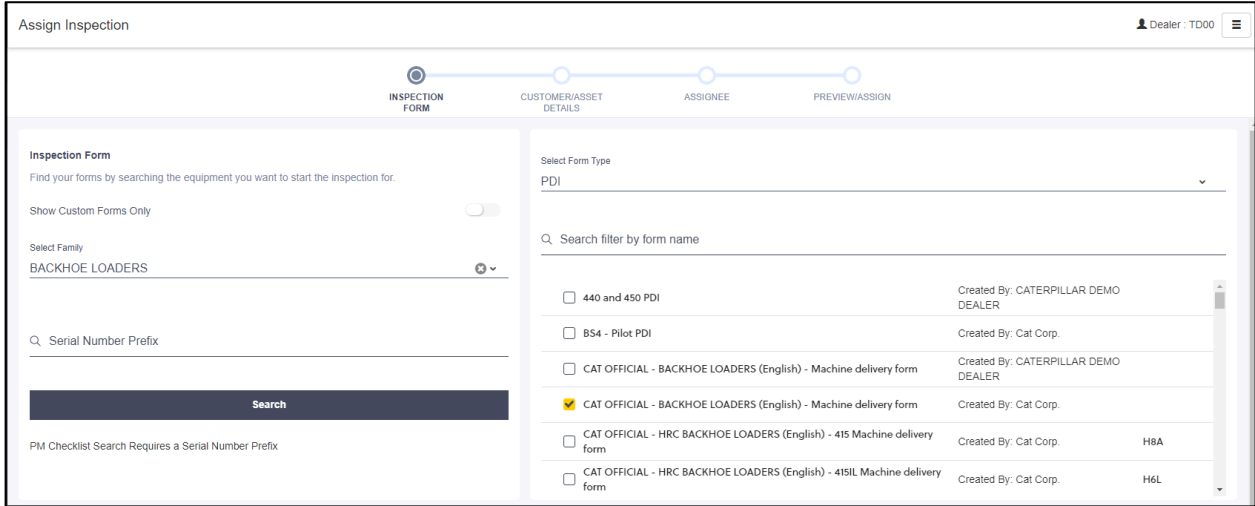 Assign Inspection
Dealer : TD00
INSPECTION
FORM
CUSTOMER/ASSET
DETAILS
ASSIGNEE
PREVIEW/ASSIGN
Inspection Form
Find your forms by searching the equipment you want to start the inspection for.
Show Custom Forms Only
Select Family
BACKHOE LOADERS
Serial Number Prefix
Search
PM Checklist Search Requires a Serial Number Prefix
Select Form Type
PDI
Search filter by form name
440 and 450 PDI
Created By: CATERPILLAR DEMO
DEALER
BS4 - Pilot PDI
Created By: Cat Corp.
CAT OFFICIAL - BACKHOE LOADERS (English) - Machine delivery form
Created By: CATERPILLAR DEMO
DEALER
CAT OFFICIAL - BACKHOE LOADERS (English) - Machine delivery form
Created By: Cat Corp.
CAT OFFICIAL - HRC BACKHOE LOADERS (English) - 415 Machine delivery
form
Created By: Cat Corp.
H8A
CAT OFFICIAL - HRC BACKHOE LOADERS (English) - 415IL Machine delivery
form
Created By: Cat Corp.
H6L